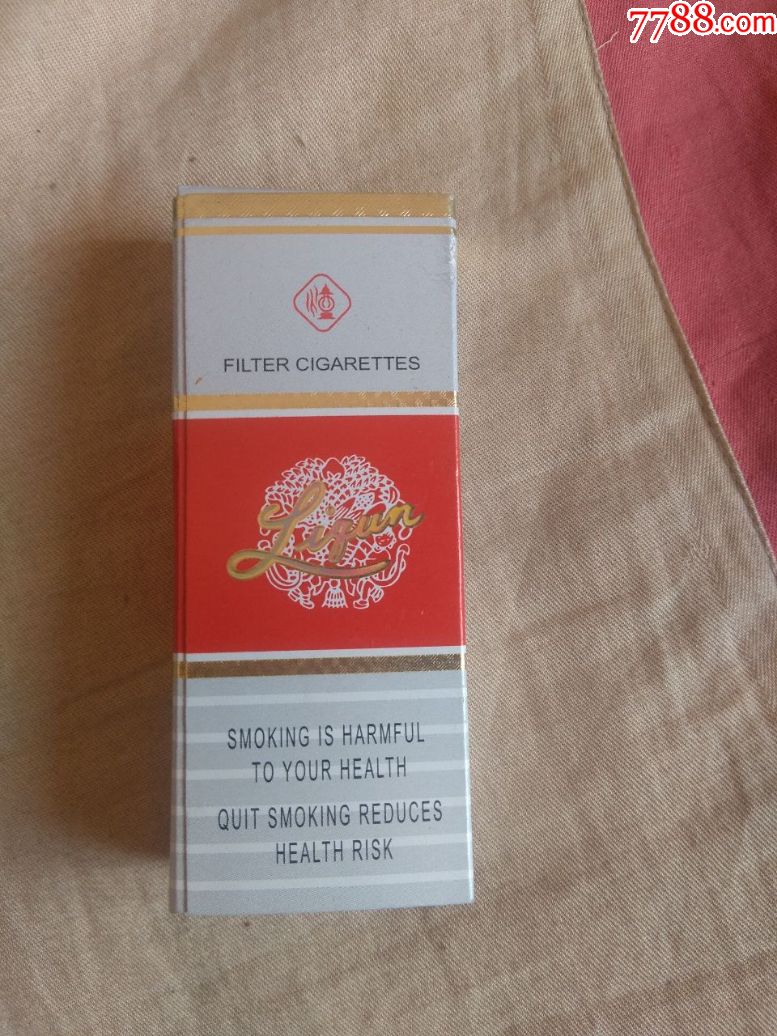 7788.com
FILTER CIGARETTES
Liqun
SMOKING IS HARMFUL
TO YOUR HEALTH
QUIT SMOKING REDUCES
HEALTH RISK